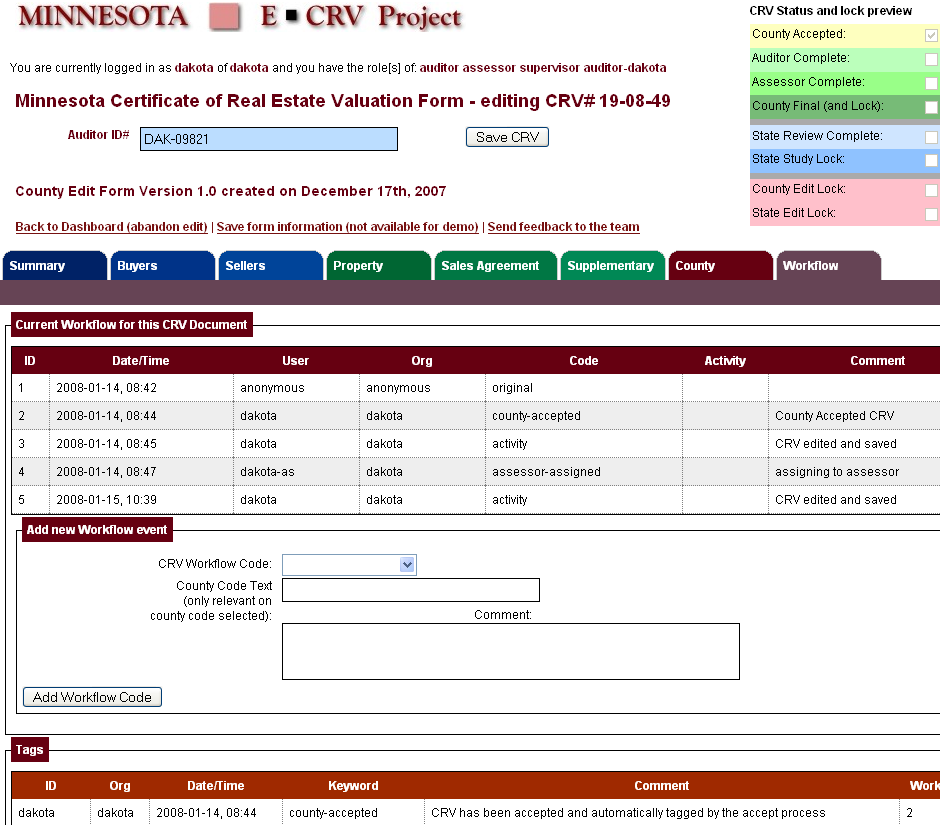 MINNESOTA E CRV Project
CRV Status and lock preview
County Accepted:
Auditor Complete:
Assessor Complete:
County Final (and Lock):
State Review Complete:
State Study Lock:
County Edit Lock:
State Edit Lock:
You are currently logged in as dakota of dakota and you have the role[s] of: auditor assessor supervisor auditor-dakota
Minnesota Certificate of Real Estate Valuation Form - editing CRV# 19-08-49
Auditor ID# DAK-09821 Save CRV
County Edit Form Version 1.0 created on December 17th, 2007
Back to Dashboard (abandon edit) | Save form information (not available for demo) | Send feedback to the team
Summary Buyers Sellers Property Sales Agreement Supplementary County Workflow
Current Workflow for this CRV Document
ID Date/Time User Org Code Activity Comment
1 2008-01-14, 08:42 anonymous anonymous original
2 2008-01-14, 08:44 dakota dakota county-accepted County Accepted CRV
3 2008-01-14, 08:45 dakota dakota activity CRV edited and saved
4 2008-01-14, 08:47 dakota-as dakota assessor-assigned assigning to assessor
5 2008-01-15, 10:39 dakota dakota activity CRV edited and saved
Add new Workflow event
CRV Workflow Code:
County Code Text
(only relevant on
county code selected):
Comment:
Add Workflow Code
Tags
ID Org Date/Time Keyword Comment Work
dakota dakota 2008-01-14, 08:44 county-accepted CRV has been accepted and automatically tagged by the accept process 2